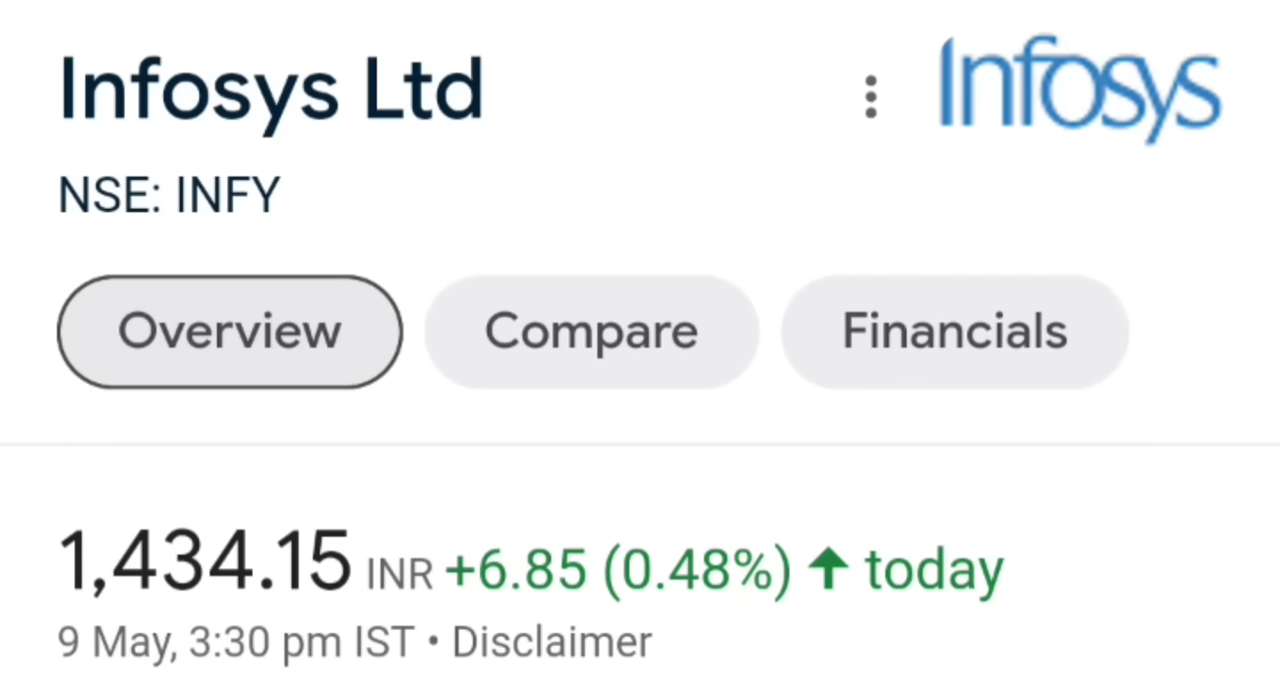 Infosys Ltd
Infosys
NSE: INFY
Overview Compare Financials
1,434.15 INR +6.85 (0.48%) ↑ today
9 May, 3:30 pm IST • Disclaimer